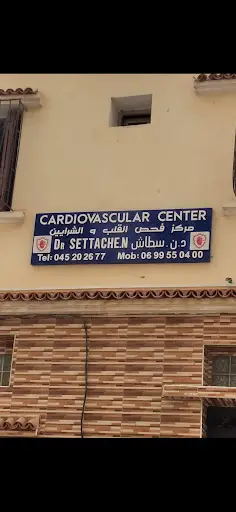 CARDIOVASCULAR CENTER
مركز فحص القلب و الشرايين
DR SETTACHE.N د.ن. سطاش
Tel: 045 20 26 77 Mob: 06 99 55 04 00